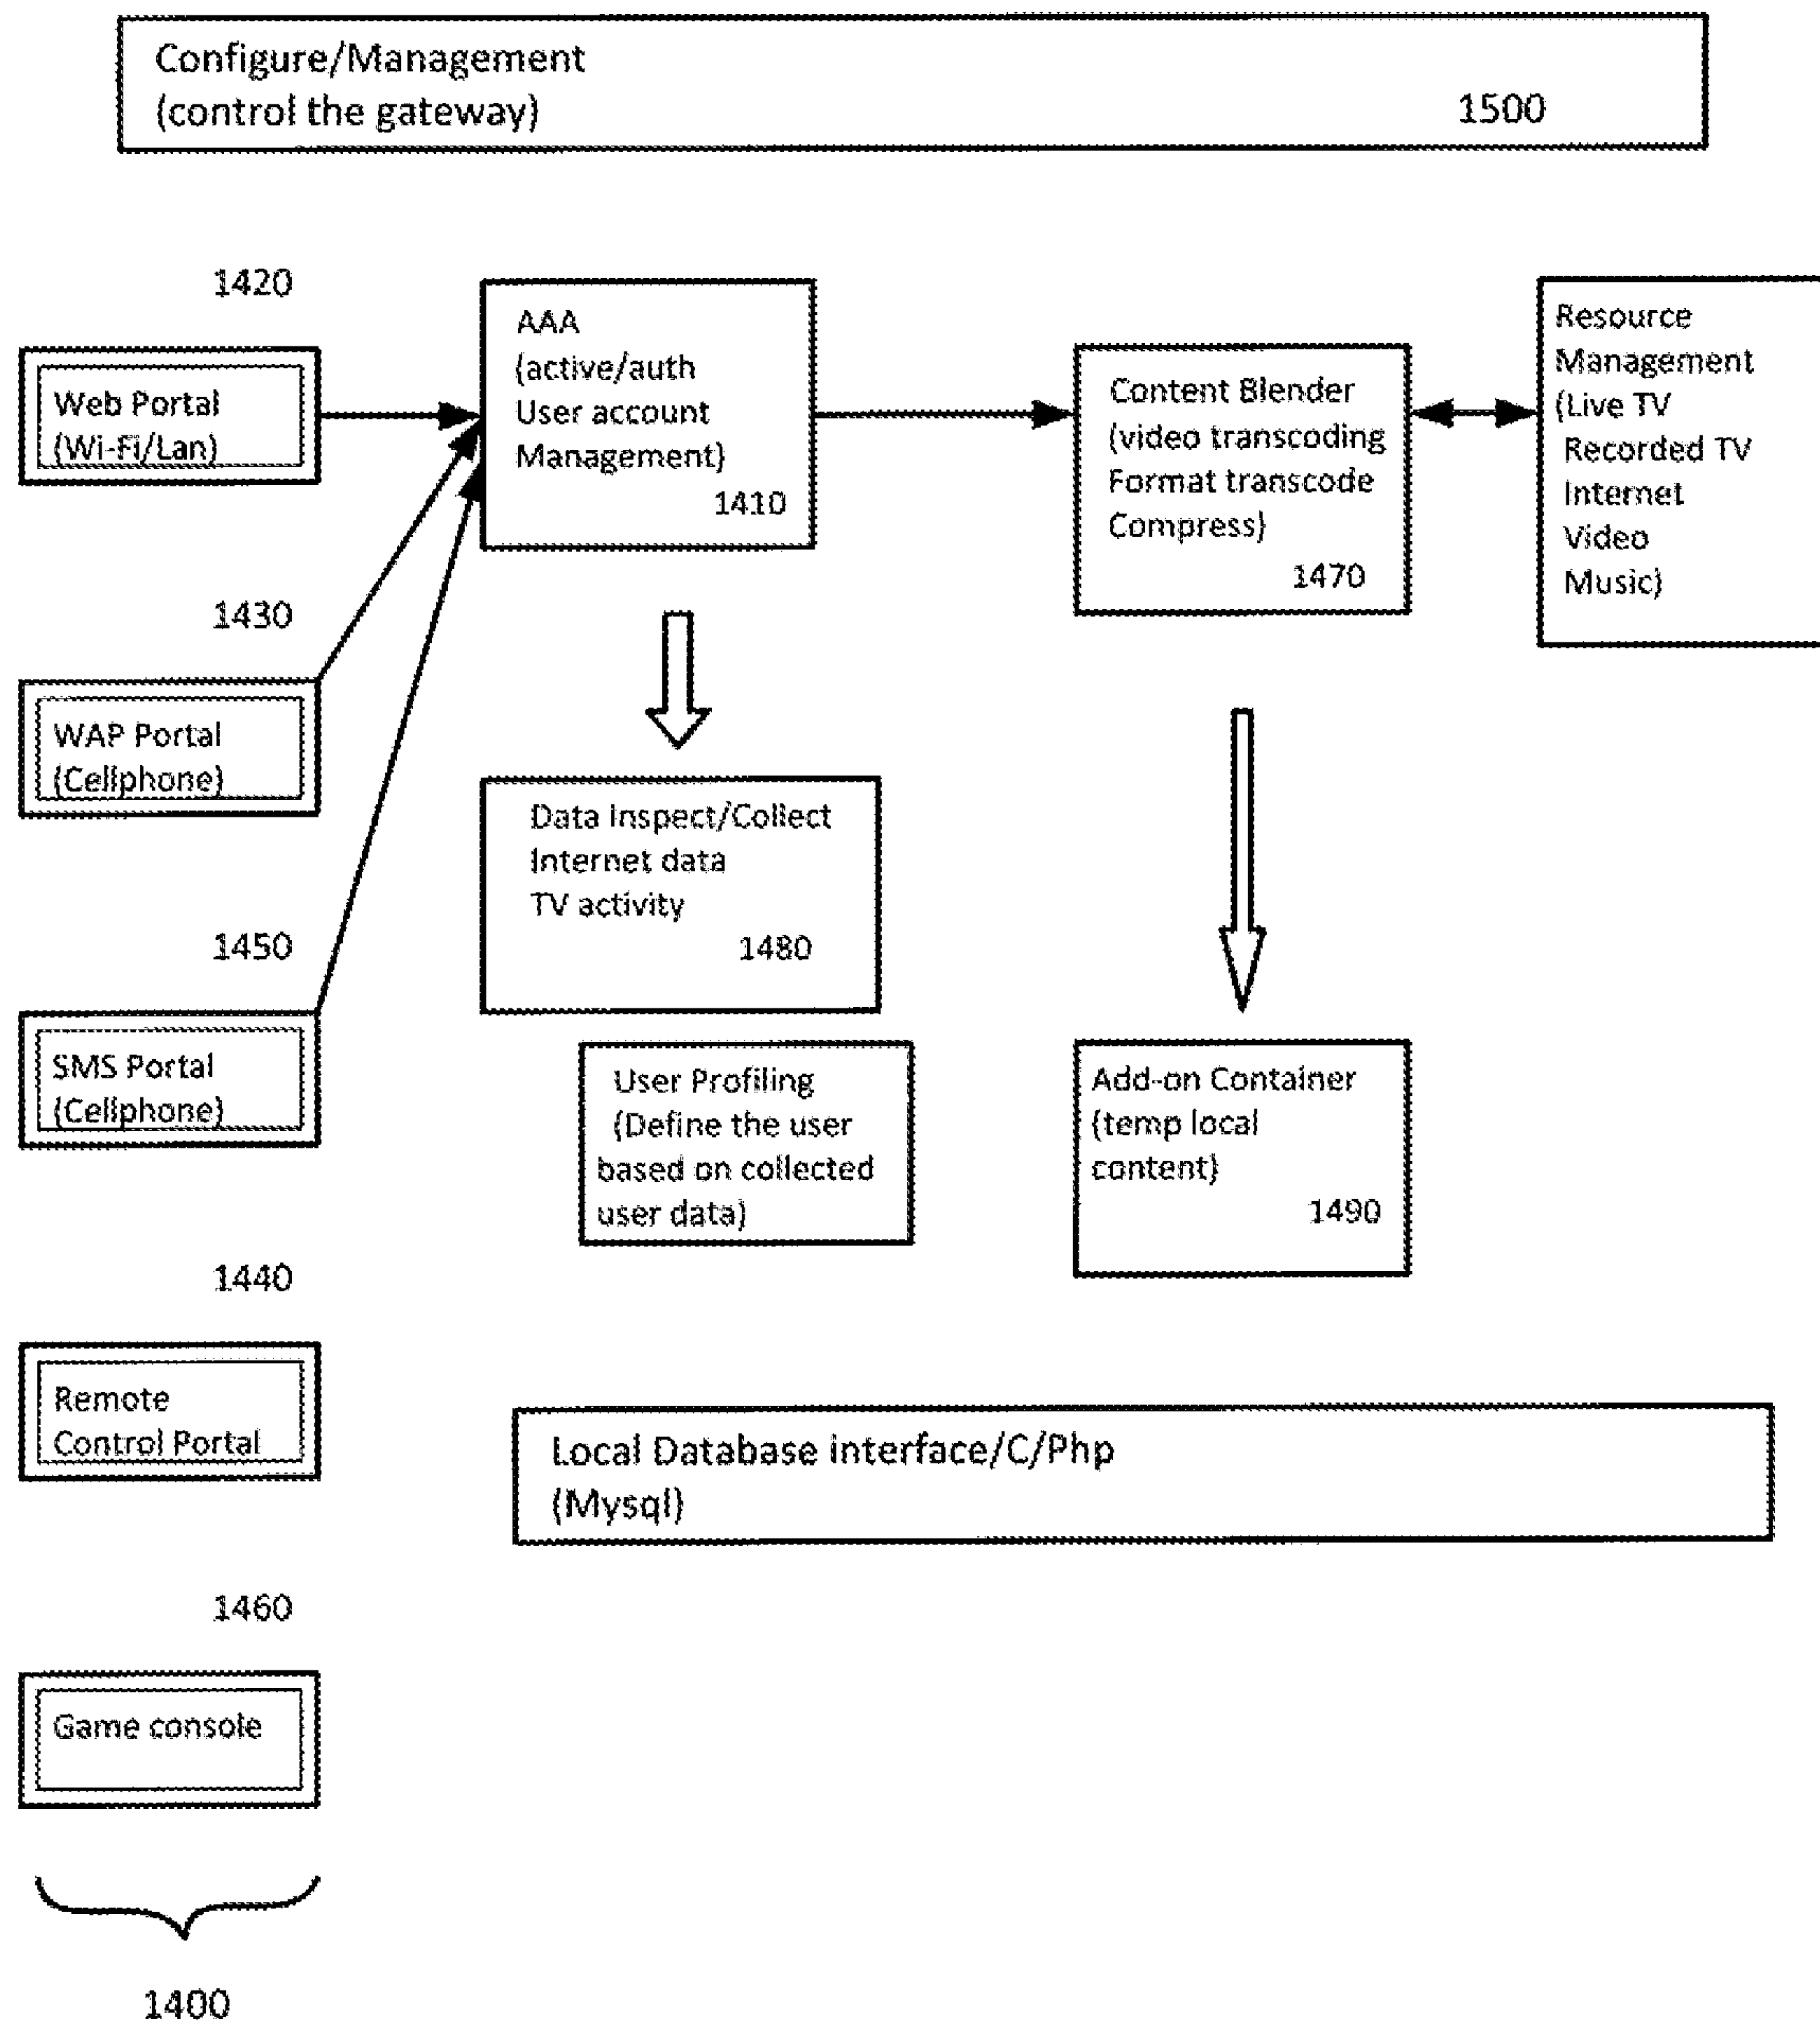 Configure/Management
(control the gateway)
1500
1420
Web Portal
(Wi-Fi/Lan)
AAA
(active/auth
User account
Management)
1410
Content Blender
(video transcoding
Format transcode
Compress)
1470
Resource
Management
(Live TV
Recorded TV
Internet
Video
Music)
1430
WAP Portal
(Cellphone)
Data Inspect/Collect
Internet data
TV activity
1480
1450
SMS Portal
(Cellphone)
User Profiling
(Define the user
based on collected
user data)
Add-on Container
(temp local
content)
1490
1440
Remote
Control Portal
Local Database interface/C/Php
(Mysql)
1460
Game console
1400